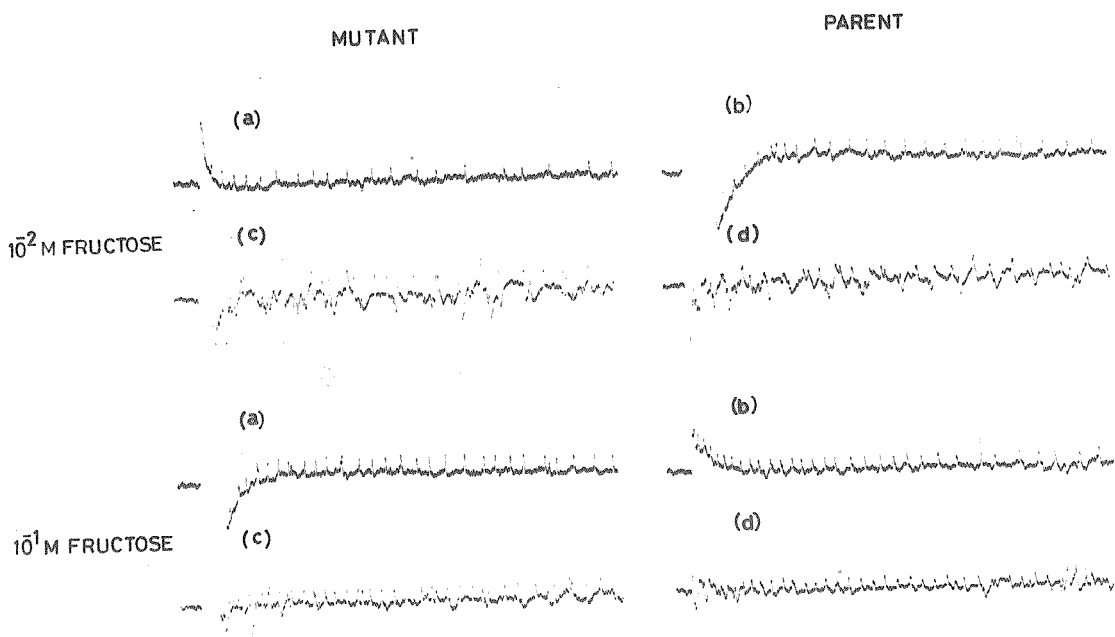 MUTANT
PARENT
(a)
(b)
10̄² M FRUCTOSE
(c)
(d)
(a)
(b)
10̄¹ M FRUCTOSE
(c)
(d)